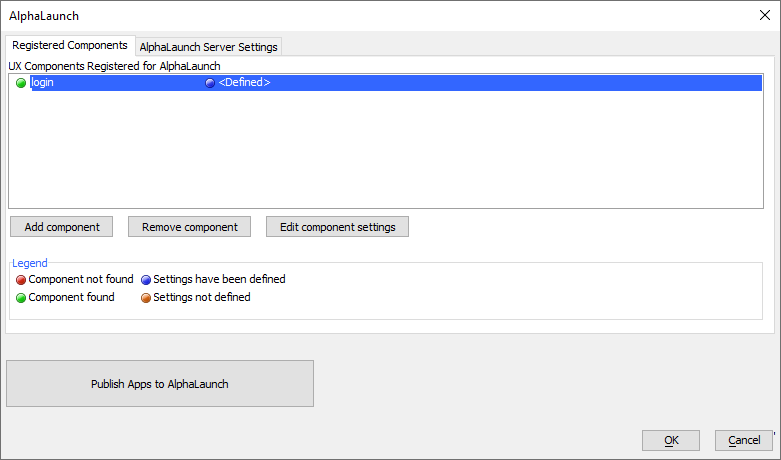 AlphaLaunch
Registered Components AlphaLaunch Server Settings
UX Components Registered for AlphaLaunch
login <Defined>
Add component Remove component Edit component settings
Legend
Component not found Settings have been defined
Component found Settings not defined
Publish Apps to AlphaLaunch
OK Cancel